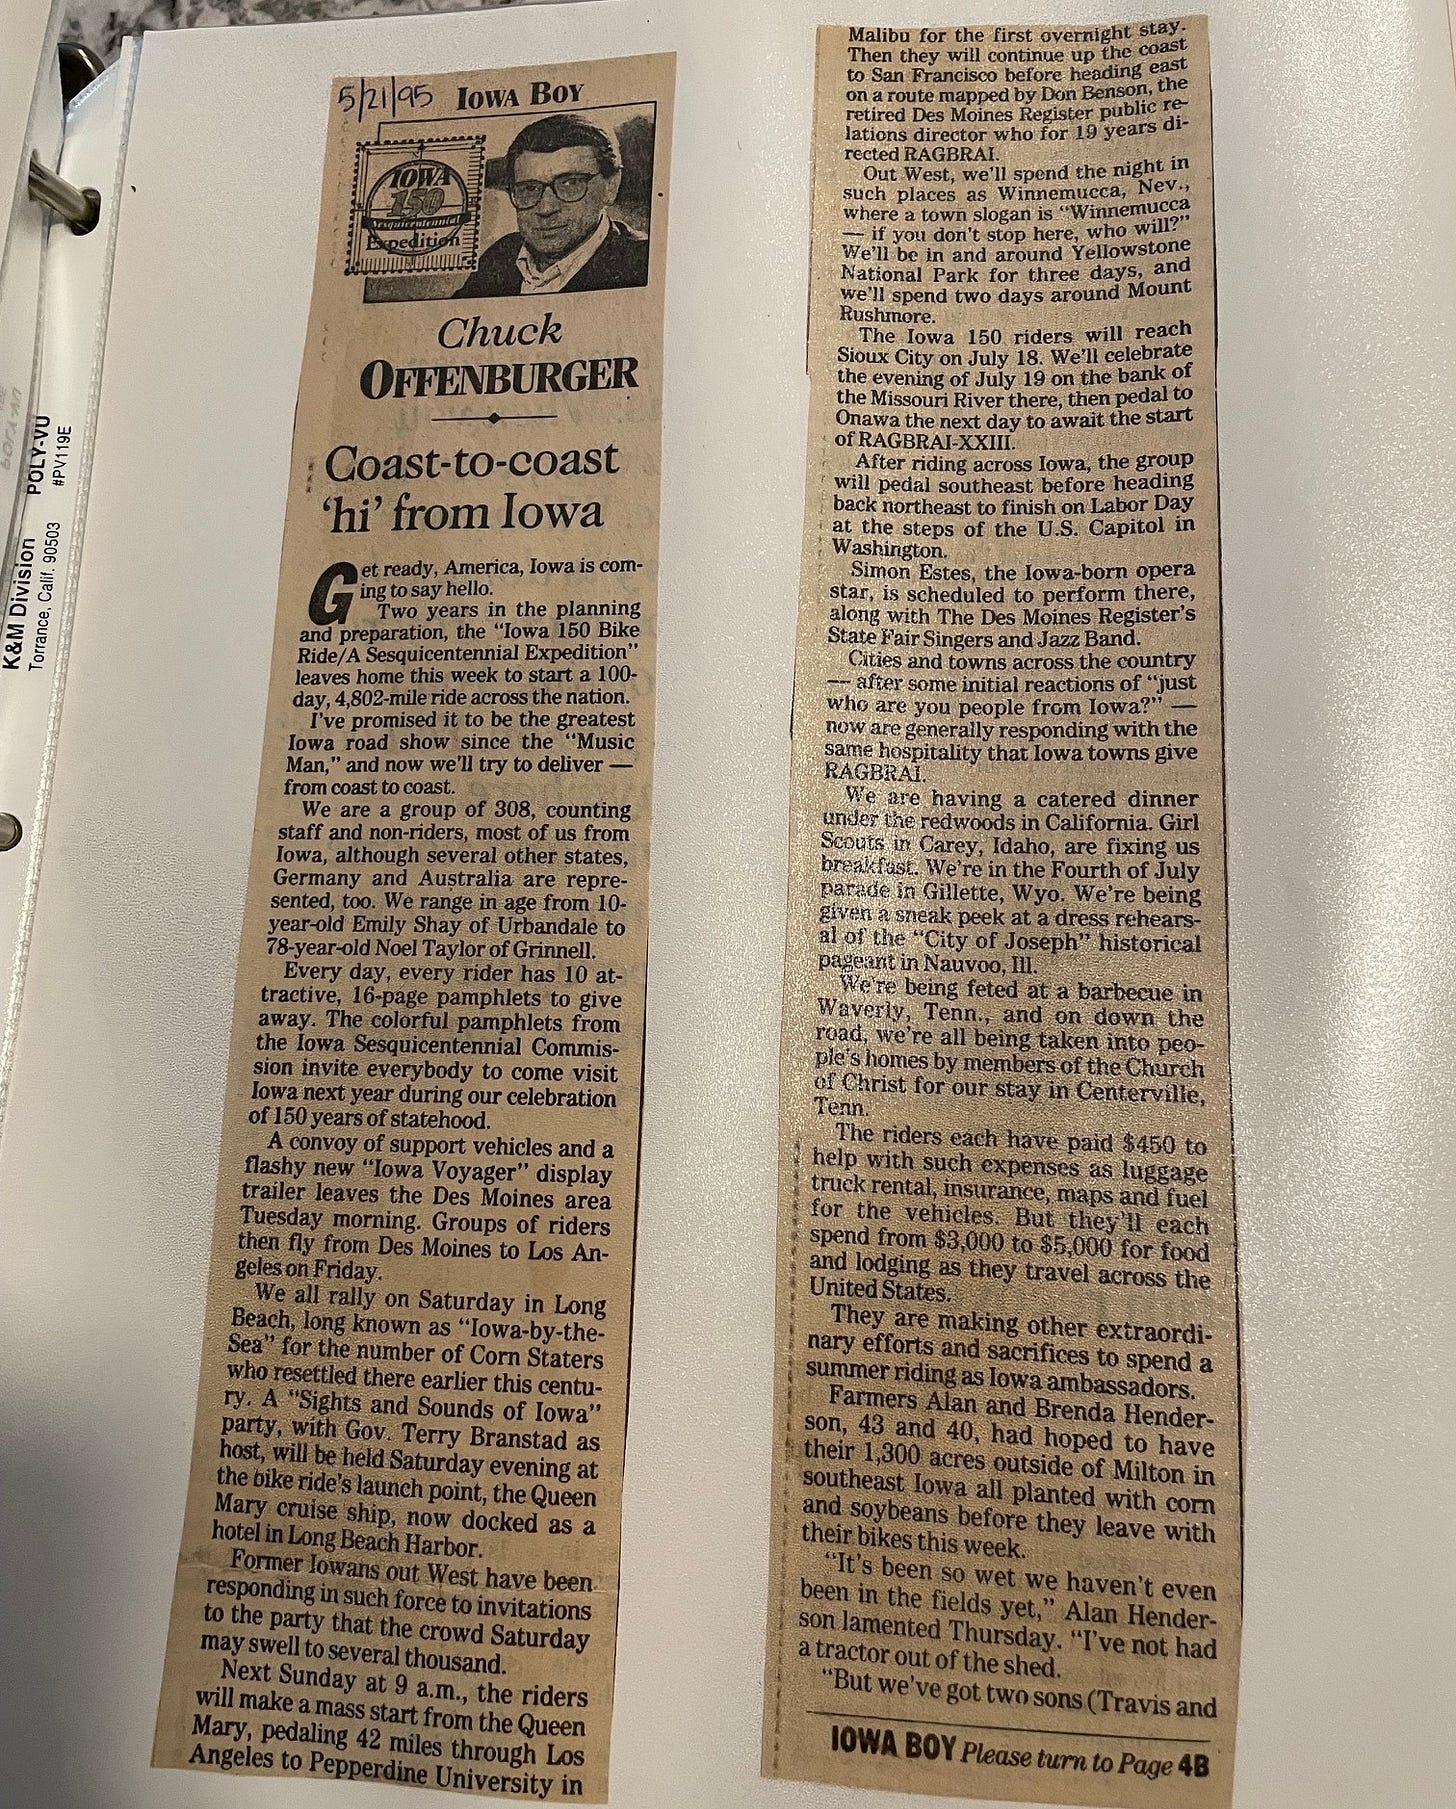 K&M Division POLY-VU
Torrance, Calif. 90503 #PV119E
5/21/95 IOWA BOY
IOWA
150
Sesquicentennial
Expedition
Chuck
OFFENBURGER
Coast-to-coast
‘hi’ from Iowa
Get ready, America, Iowa is com-
ing to say hello.
Two years in the planning
and preparation, the “Iowa 150 Bike
Ride/A Sesquicentennial Expedition”
leaves home this week to start a 100-
day, 4,802-mile ride across the nation.
I’ve promised it to be the greatest
Iowa road show since the “Music
Man,” and now we’ll try to deliver —
from coast to coast.
We are a group of 308, counting
staff and non-riders, most of us from
Iowa, although several other states,
Germany and Australia are repre-
sented, too. We range in age from 10-
year-old Emily Shay of Urbandale to
78-year-old Noel Taylor of Grinnell.
Every day, every rider has 10 at-
tractive, 16-page pamphlets to give
away. The colorful pamphlets from
the Iowa Sesquicentennial Commis-
sion invite everybody to come visit
Iowa next year during our celebration
of 150 years of statehood.
A convoy of support vehicles and a
flashy new “Iowa Voyager” display
trailer leaves the Des Moines area
Tuesday morning. Groups of riders
then fly from Des Moines to Los An-
geles on Friday.
We all rally on Saturday in Long
Beach, long known as “Iowa-by-the-
Sea” for the number of Corn Staters
who resettled there earlier this centu-
ry. A “Sights and Sounds of Iowa”
party, with Gov. Terry Branstad as
host, will be held Saturday evening at
the bike ride’s launch point, the Queen
Mary cruise ship, now docked as a
hotel in Long Beach Harbor.
Former Iowans out West have been
responding in such force to invitations
to the party that the crowd Saturday
may swell to several thousand.
Next Sunday at 9 a.m., the riders
will make a mass start from the Queen
Mary, pedaling 42 miles through Los
Angeles to Pepperdine University in
Malibu for the first overnight stay.
Then they will continue up the coast
to San Francisco before heading east
on a route mapped by Don Benson, the
retired Des Moines Register public re-
lations director who for 19 years di-
rected RAGBRAI.
Out West, we’ll spend the night in
such places as Winnemucca, Nev.,
where a town slogan is “Winnemucca
— if you don’t stop here, who will?”
We’ll be in and around Yellowstone
National Park for three days, and
we’ll spend two days around Mount
Rushmore.
The Iowa 150 riders will reach
Sioux City on July 18. We’ll celebrate
the evening of July 19 on the bank of
the Missouri River there, then pedal to
Onawa the next day to await the start
of RAGBRAI-XXIII.
After riding across Iowa, the group
will pedal southeast before heading
back northeast to finish on Labor Day
at the steps of the U.S. Capitol in
Washington.
Simon Estes, the Iowa-born opera
star, is scheduled to perform there,
along with The Des Moines Register’s
State Fair Singers and Jazz Band.
Cities and towns across the country
— after some initial reactions of “just
who are you people from Iowa?” —
now are generally responding with the
same hospitality that Iowa towns give
RAGBRAI.
We are having a catered dinner
under the redwoods in California. Girl
Scouts in Carey, Idaho, are fixing us
breakfast. We’re in the Fourth of July
parade in Gillette, Wyo. We’re being
given a sneak peek at a dress rehears-
al of the “City of Joseph” historical
pageant in Nauvoo, Ill.
We’re being feted at a barbecue in
Waverly, Tenn., and on down the
road, we’re all being taken into peo-
ple’s homes by members of the Church
of Christ for our stay in Centerville,
Tenn.
The riders each have paid $450 to
help with such expenses as luggage
truck rental, insurance, maps and fuel
for the vehicles. But they’ll each
spend from $3,000 to $5,000 for food
and lodging as they travel across the
United States.
They are making other extraordi-
nary efforts and sacrifices to spend a
summer riding as Iowa ambassadors.
Farmers Alan and Brenda Hender-
son, 43 and 40, had hoped to have
their 1,300 acres outside of Milton in
southeast Iowa all planted with corn
and soybeans before they leave with
their bikes this week.
“It’s been so wet we haven’t even
been in the fields yet,” Alan Hender-
son lamented Thursday. “I’ve not had
a tractor out of the shed.
“But we’ve got two sons (Travis and
IOWA BOY Please turn to Page 4B